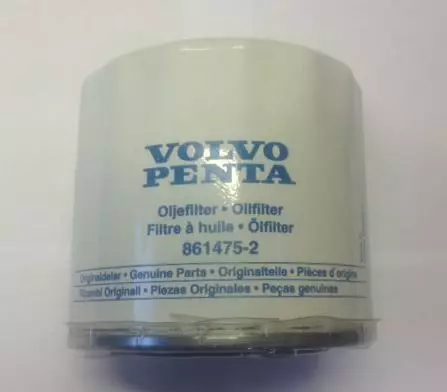 VOLVO
PENTA
Oljefilter • Oilfilter
Filtre à huile • Ölfilter
861475-2
Originaldelar • Genuine Parts • Originalteile • Pièces d'origine
Ricambi Originali • Piezas Originales • Peças genuinas